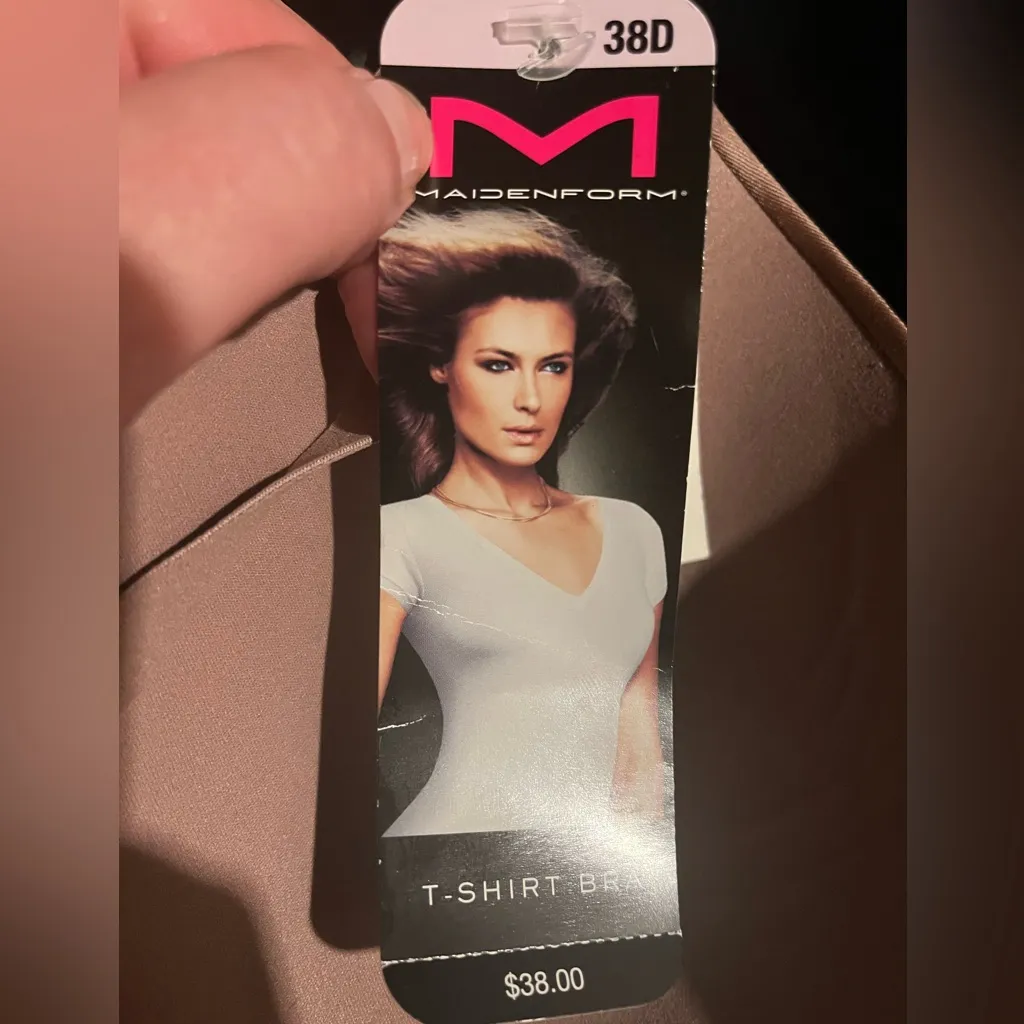 38D
M
MAIDENFORM®
T-SHIRT BRA
$38.00